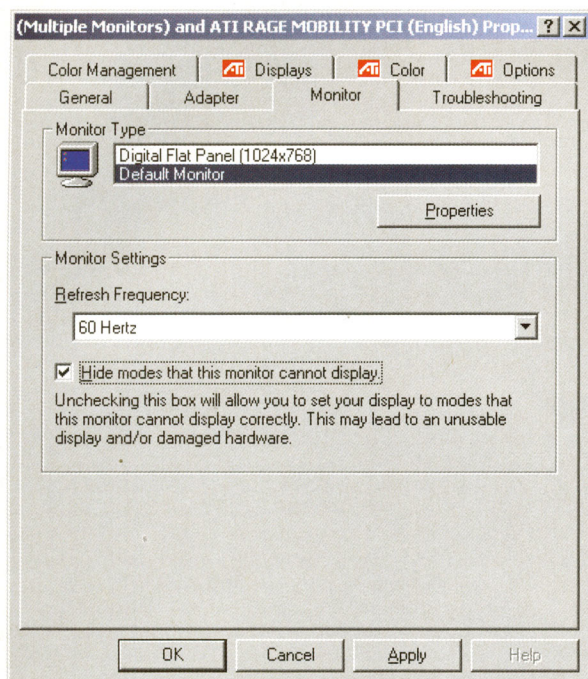 (Multiple Monitors) and ATI RAGE MOBILITY PCI (English) Prop... ? X
Color Management ATI Displays ATI Color ATI Options
General Adapter Monitor Troubleshooting
Monitor Type
Digital Flat Panel (1024x768)
Default Monitor
Properties
Monitor Settings
Refresh Frequency:
60 Hertz
Hide modes that this monitor cannot display.
Unchecking this box will allow you to set your display to modes that
this monitor cannot display correctly. This may lead to an unusable
display and/or damaged hardware.
OK Cancel Apply Help